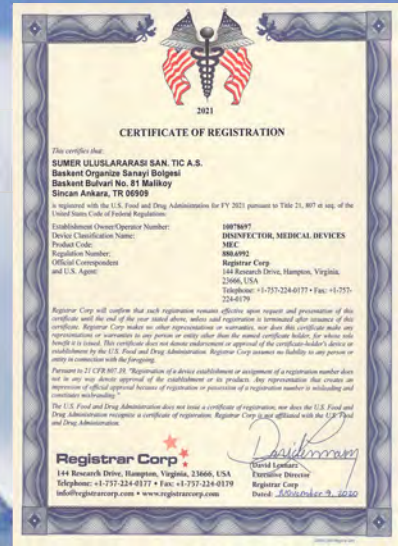 2021
CERTIFICATE OF REGISTRATION
This certifies that:
SUMER ULUSLARARASI SAN. TIC A.S.
Baskent Organize Sanayi Bolgesi
Baskent Bulvari No. 81 Malikoy
Sincan Ankara, TR 06909
is registered with the U.S. Food and Drug Administration for FY 2021 pursuant to Title 21, 807 et seq. of the
United States Code of Federal Regulations:
Establishment Owner/Operator Number: 10078697
Device Classification Name: DISINFECTOR, MEDICAL DEVICES
Product Code: MEC
Regulation Number: 880.6992
Official Correspondent Registrar Corp
and U.S. Agent: 144 Research Drive, Hampton, Virginia,
23666, USA
Telephone: +1-757-224-0177 • Fax: +1-757-
224-0179
Registrar Corp will confirm that such registration remains effective upon request and presentation of this
certificate until the end of the year stated above, unless said registration is terminated after issuance of this
certificate. Registrar Corp makes no other representations or warranties, nor does this certificate make any
representations or warranties to any person or entity other than the named certificate holder, for whose sole
benefit it is issued. This certificate does not denote endorsement or approval of the certificate-holder's device or
establishment by the U.S. Food and Drug Administration. Registrar Corp assumes no liability to any person or
entity in connection with the foregoing.
Pursuant to 21 CFR 807.39, "Registration of a device establishment or assignment of a registration number does
not in any way denote approval of the establishment or its products. Any representation that creates an
impression of official approval because of registration or possession of a registration number is misleading and
constitutes misbranding."
The U.S. Food and Drug Administration does not issue a certificate of registration, nor does the U.S. Food and
Drug Administration recognize a certificate of registration. Registrar Corp is not affiliated with the U.S. Food
and Drug Administration.
Registrar Corp
144 Research Drive, Hampton, Virginia, 23666, USA
Telephone: +1-757-224-0177 • Fax: +1-757-224-0179
info@registrarcorp.com • www.registrarcorp.com
David Lennarz
Executive Director
Registrar Corp
Dated: November 9, 2020